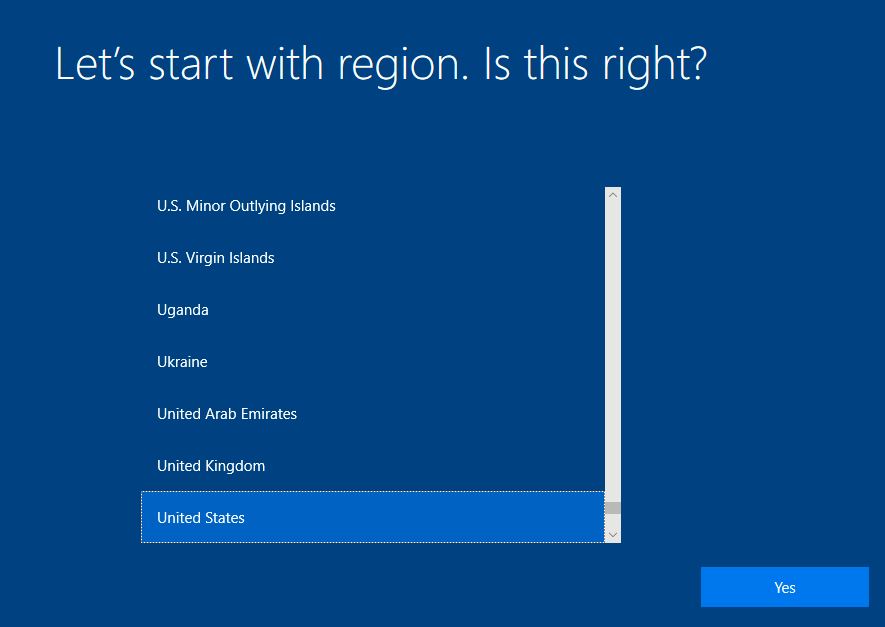 Let’s start with region. Is this right?
U.S. Minor Outlying Islands
U.S. Virgin Islands
Uganda
Ukraine
United Arab Emirates
United Kingdom
United States
Yes